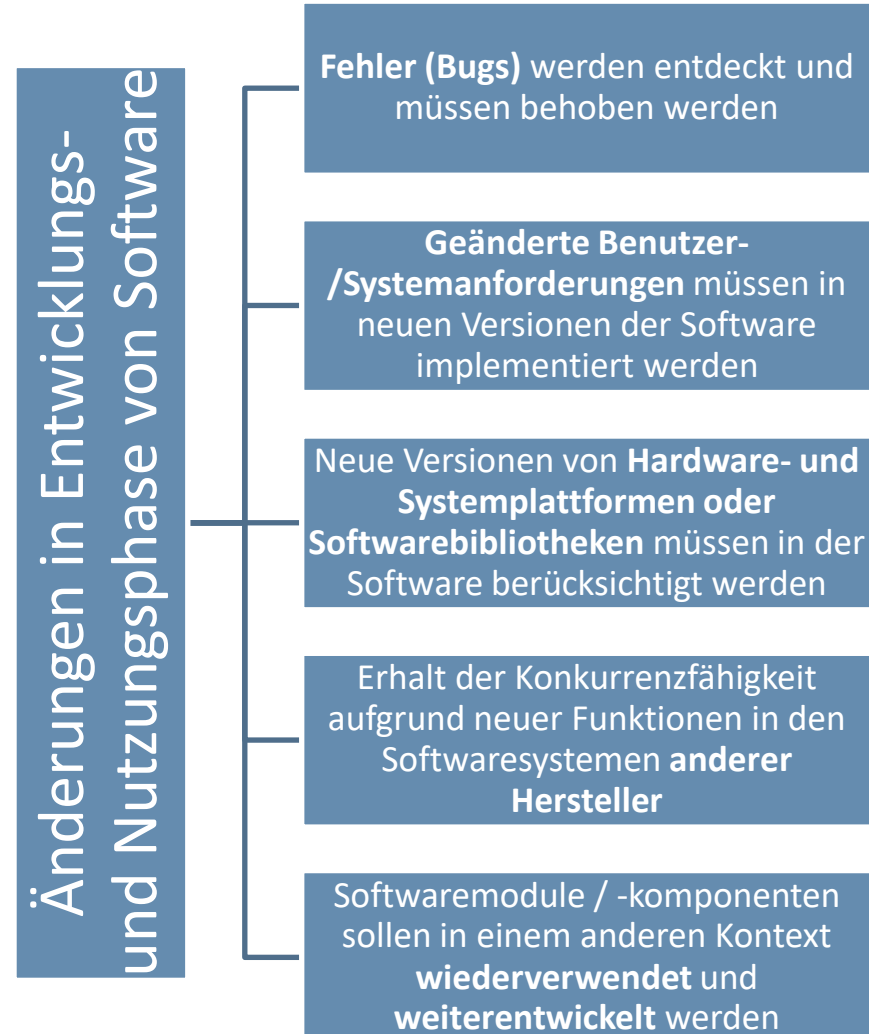 Änderungen in Entwicklungs-
und Nutzungsphase von Software
Fehler (Bugs) werden entdeckt und
müssen behoben werden
Geänderte Benutzer-
/Systemanforderungen müssen in
neuen Versionen der Software
implementiert werden
Neue Versionen von Hardware- und
Systemplattformen oder
Softwarebibliotheken müssen in der
Software berücksichtigt werden
Erhalt der Konkurrenzfähigkeit
aufgrund neuer Funktionen in den
Softwaresystemen anderer
Hersteller
Softwaremodule / -komponenten
sollen in einem anderen Kontext
wiederverwendet und
weiterentwickelt werden